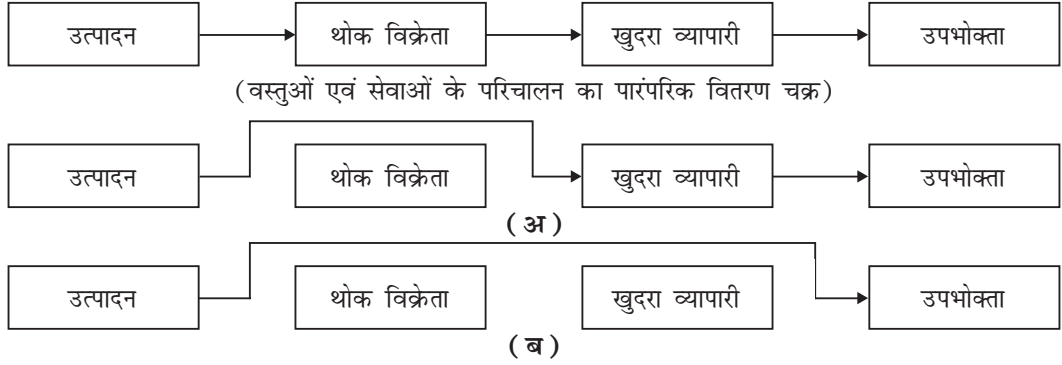 उत्पादन थोक विक्रेता खुदरा व्यापारी उपभोक्ता
(वस्तुओं एवं सेवाओं के परिचालन का पारंपरिक वितरण चक्र)
उत्पादन थोक विक्रेता खुदरा व्यापारी उपभोक्ता
(अ)
उत्पादन थोक विक्रेता खुदरा व्यापारी उपभोक्ता
(ब)